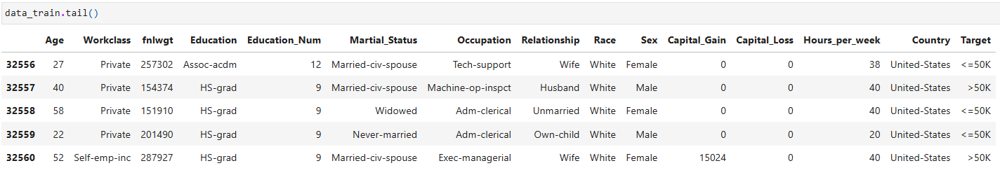 data_train.tail()
Age Workclass fnlwgt Education Education_Num Martial_Status Occupation Relationship Race Sex Capital_Gain Capital_Loss Hours_per_week Country Target
32556 27 Private 257302 Assoc-acdm 12 Married-civ-spouse Tech-support Wife White Female 0 0 38 United-States <=50K
32557 40 Private 154374 HS-grad 9 Married-civ-spouse Machine-op-inspct Husband White Male 0 0 40 United-States >50K
32558 58 Private 151910 HS-grad 9 Widowed Adm-clerical Unmarried White Female 0 0 40 United-States <=50K
32559 22 Private 201490 HS-grad 9 Never-married Adm-clerical Own-child White Male 0 0 20 United-States <=50K
32560 52 Self-emp-inc 287927 HS-grad 9 Married-civ-spouse Exec-managerial Wife White Female 15024 0 40 United-States >50K